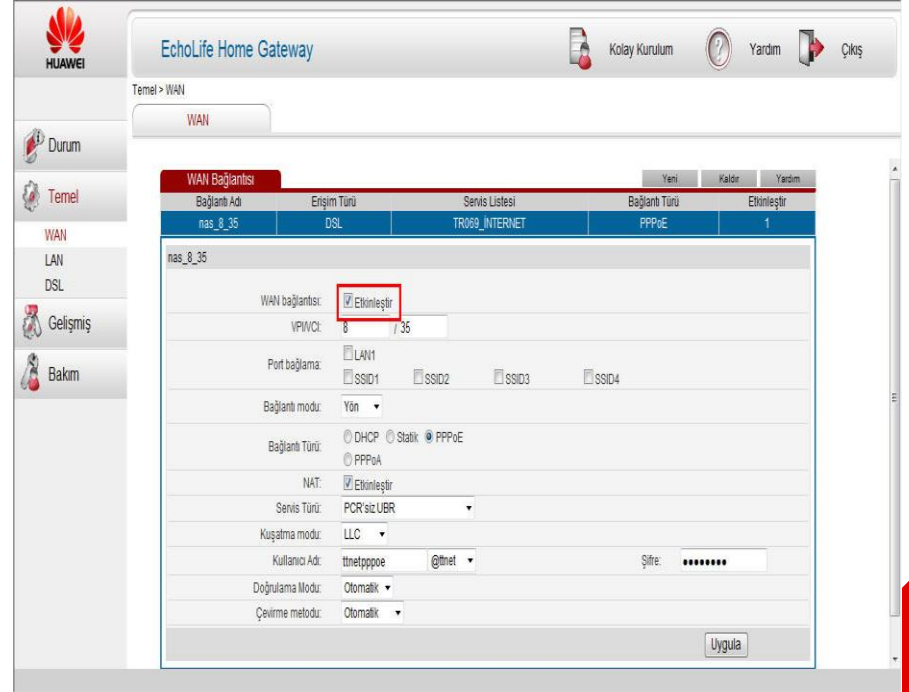 HUAWEI
EchoLife Home Gateway
Kolay Kurulum
? Yardım
Çıkış
Temel > WAN
WAN
Durum
Temel
WAN
LAN
DSL
Gelişmiş
Bakım
WAN Bağlantısı
Yeni Kaldır Yardım
Bağlantı Adı Erişim Türü Servis Listesi Bağlantı Türü Etkinleştir
nas_8_35 DSL TR069_İNTERNET PPPoE 1
nas_8_35
WAN bağlantısı: Etkinleştir
VPI/VCI: 8 / 35
Port bağlama: LAN1
SSID1 SSID2 SSID3 SSID4
Bağlantı modu: Yön
Bağlantı Türü: DHCP Statik PPPoE
PPPoA
NAT: Etkinleştir
Servis Türü: PCR'siz UBR
Kuşatma modu: LLC
Kullanıcı Adı: ttnetpppoe @ttnet Şifre: ●●●●●●●●
Doğrulama Modu: Otomatik
Çevirme metodu: Otomatik
Uygula